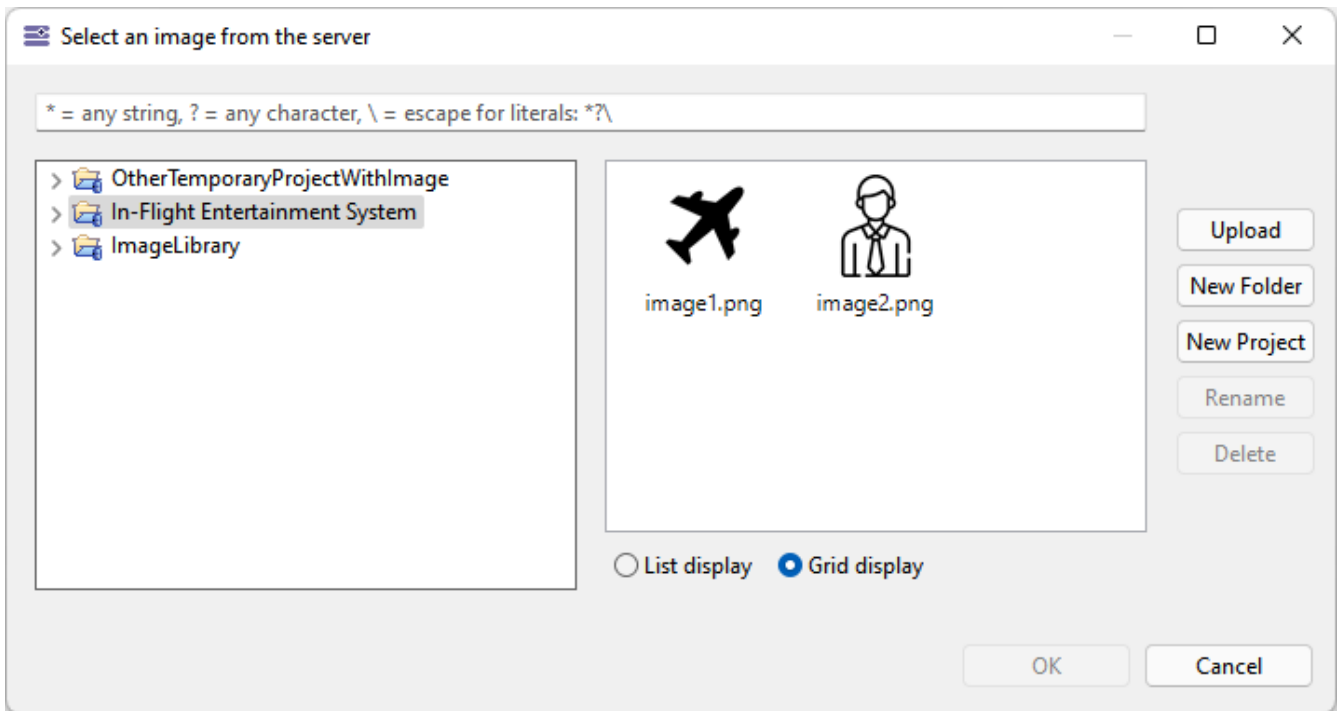 Select an image from the server
* = any string, ? = any character, \ = escape for literals: *?\
OtherTemporaryProjectWithImage
In-Flight Entertainment System
ImageLibrary
image1.png image2.png
Upload
New Folder
New Project
Rename
Delete
List display Grid display
OK Cancel